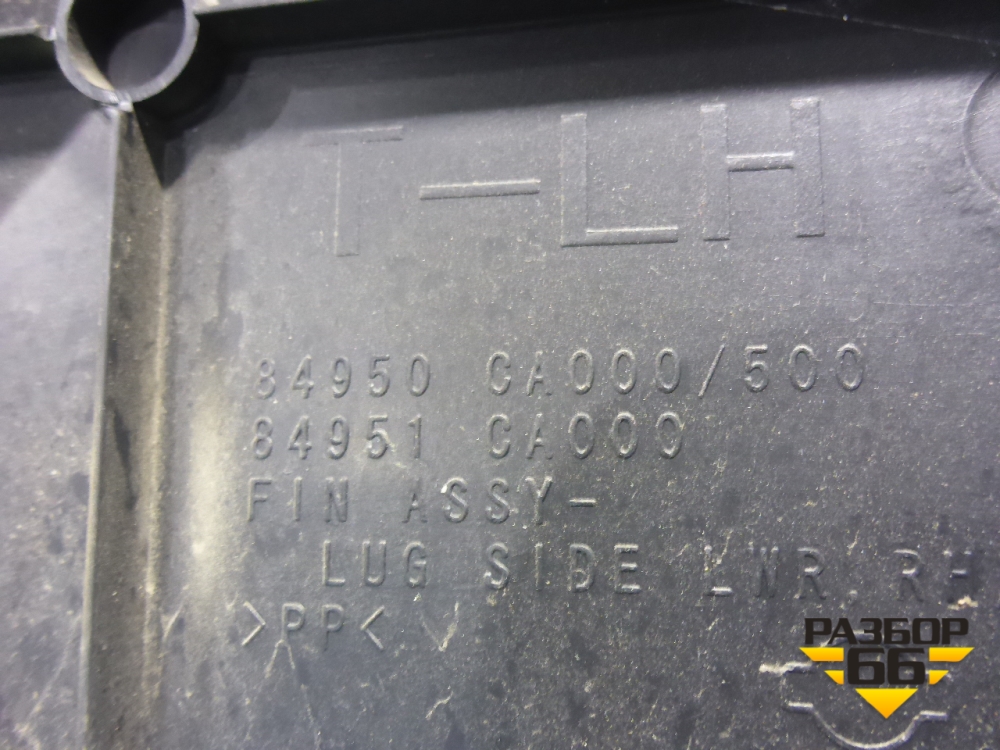 T-LH
84950 CA000/500
84951 CA000
FIN ASSY-
LUG SIDE LWR, RH
>PP<
РАЗБОР
66